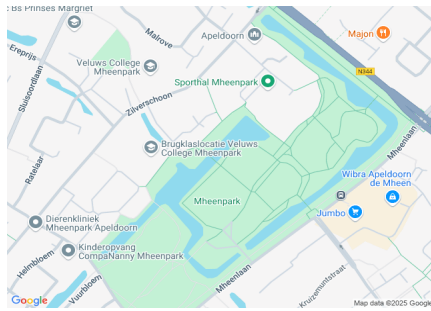 Bs Prinses Margriet
Malrove
Apeldoorn
Majon
Ereprijs
Veluws College
Mheenpark
N344
Sluisoordlaan
Sporthal Mheenpark
Zilverschoon
Brugklaslocatie Veluws
College Mheenpark
Mheenlaan
Ratelaar
Wibra Apeldoorn
de Mheen
Mheenpark
Jumbo
Dierenkliniek
Mheenpark Apeldoorn
Kinderopvang
CompaNanny Mheenpark
Helmbloem
Vuurbloem
Mheenlaan
Kruizemuntstraat
Google
Map data ©2025 Google